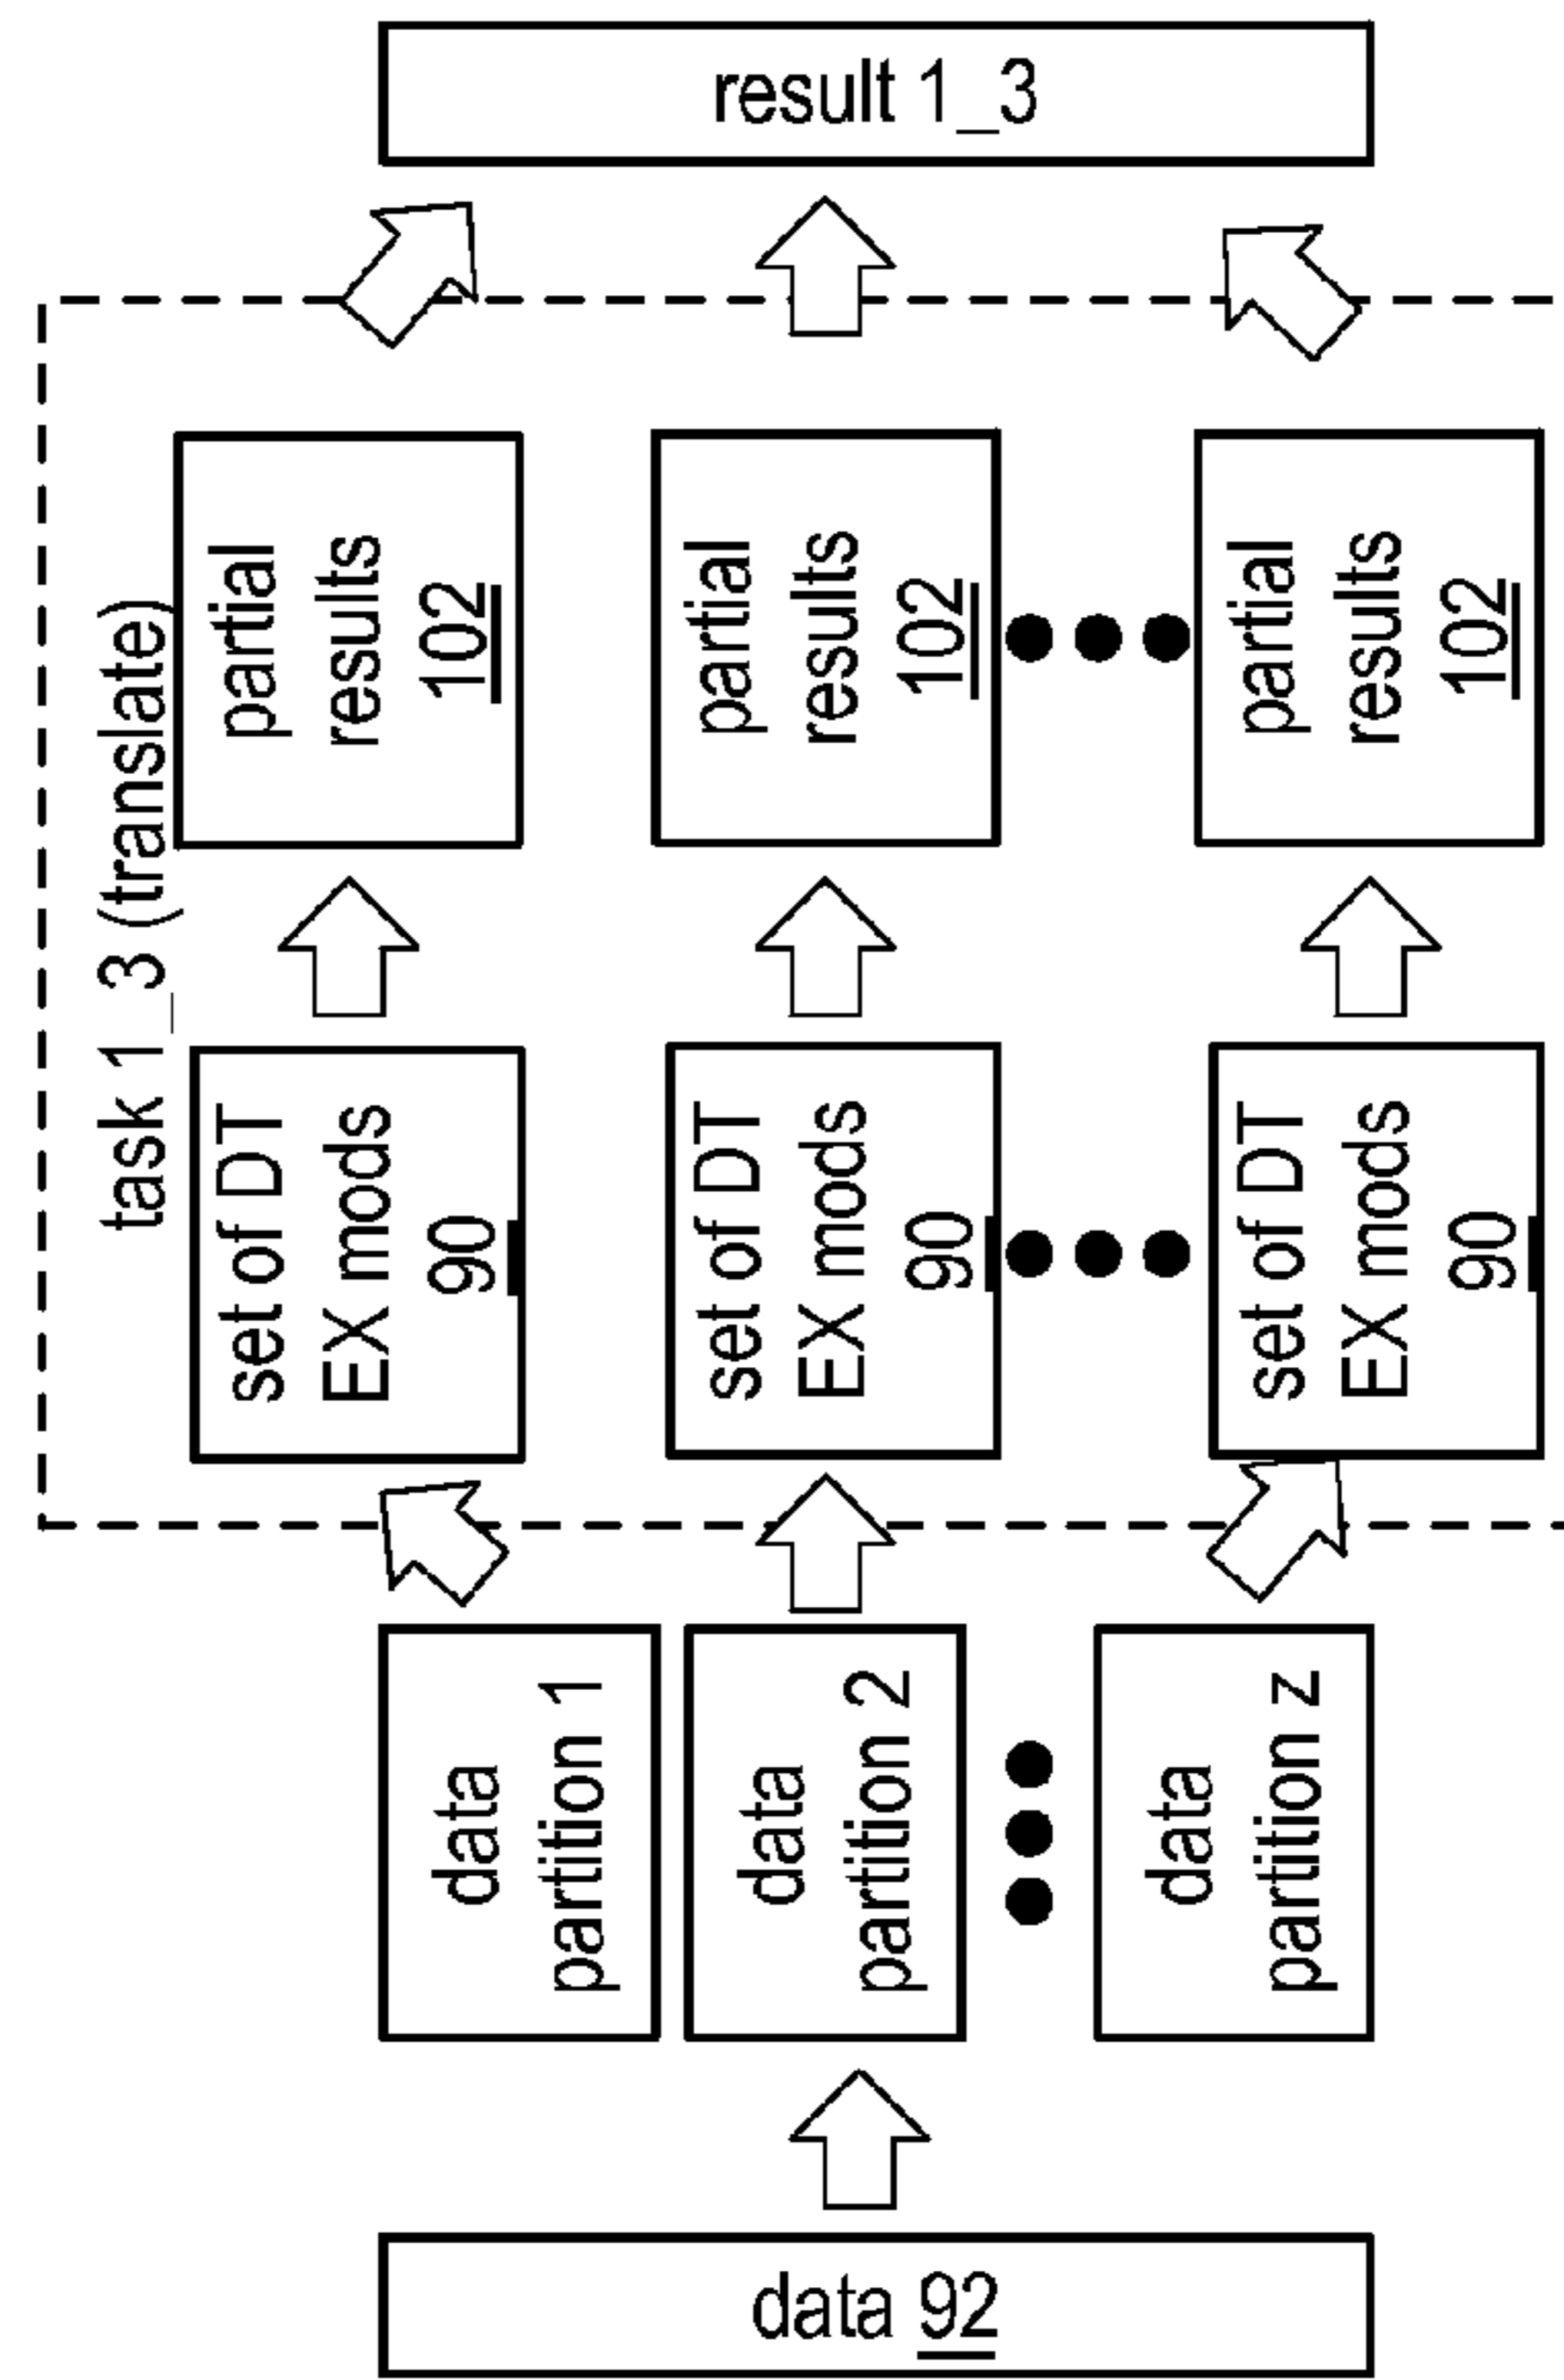 result 1_3
task 1_3 (translate)
partial
results
102
partial
results
102
partial
results
102
set of DT
EX mods
90
set of DT
EX mods
90
set of DT
EX mods
90
data
partition 1
data
partition 2
data
partition z
data 92